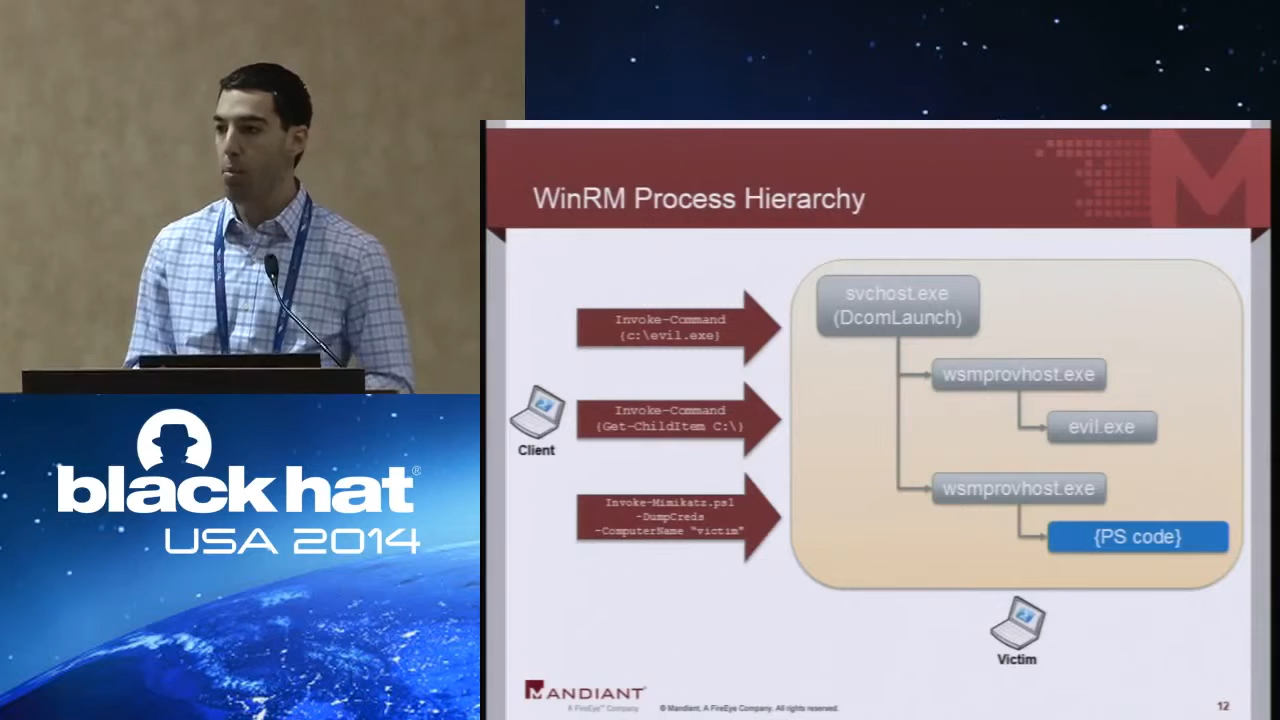 WinRM Process Hierarchy
Invoke-Command
{c:\evil.exe}
Client
Invoke-Command
{Get-ChildItem C:\}
Invoke-Mimikatz.ps1
-DumpCreds
-ComputerName "victim"
svchost.exe
(DcomLaunch)
wsmprovhost.exe
evil.exe
wsmprovhost.exe
{PS code}
Victim
MANDIANT®
A FireEye™ Company
© Mandiant, A FireEye Company. All rights reserved.
12
black hat®
USA 2014